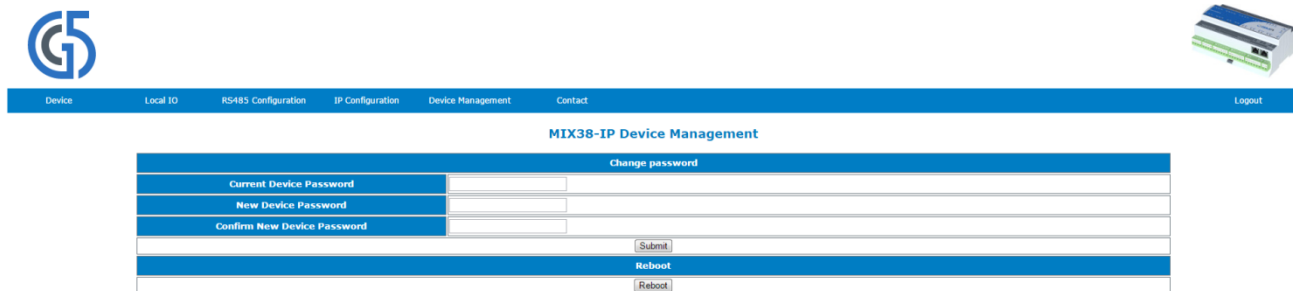 G5
Device Local IO RS485 Configuration IP Configuration Device Management Contact Logout
MIX38-IP Device Management
Change password
Current Device Password
New Device Password
Confirm New Device Password
Submit
Reboot
Reboot